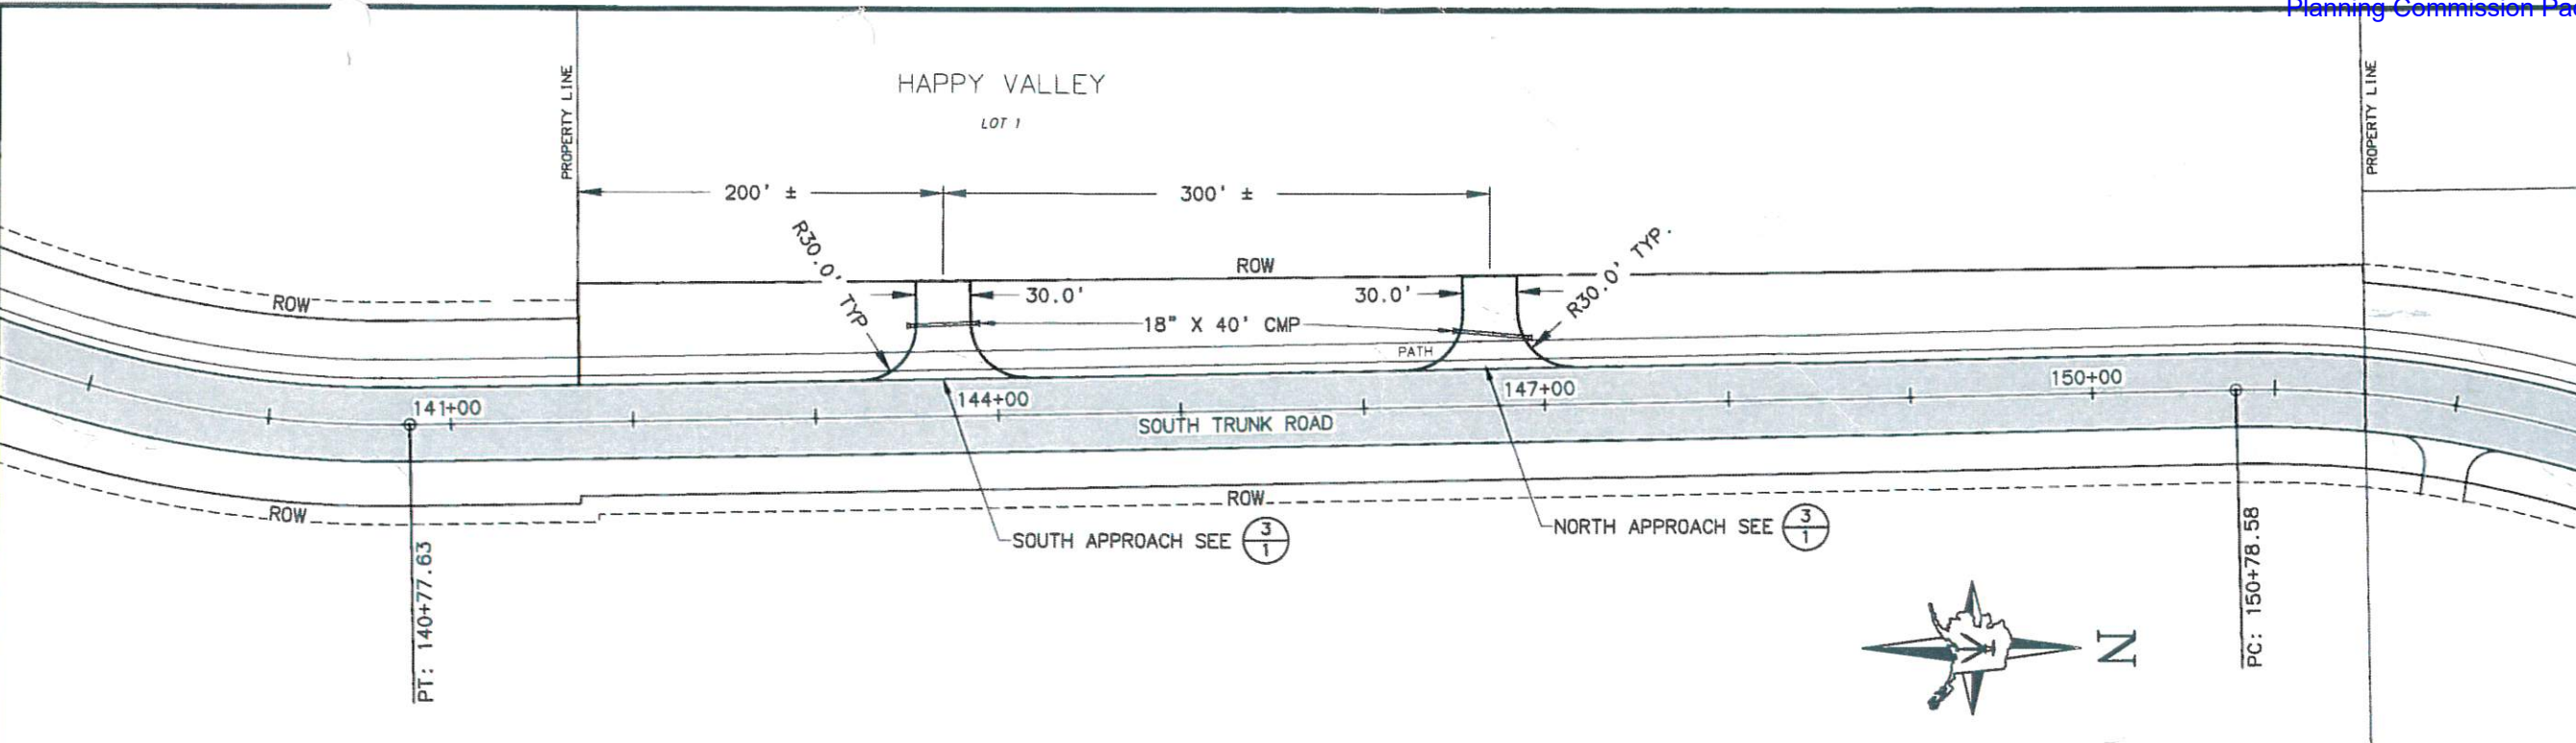 Planning Commission Pac
PROPERTY LINE
HAPPY VALLEY
LOT 1
PROPERTY LINE
200' ±
300' ±
R30.0' TYP
R30.0' TYP.
ROW
ROW
30.0'
30.0'
18" X 40' CMP
PATH
141+00
144+00
147+00
150+00
SOUTH TRUNK ROAD
ROW
ROW
SOUTH APPROACH SEE 3
1
NORTH APPROACH SEE 3
1
PT: 140+77.63
PC: 150+78.58
N